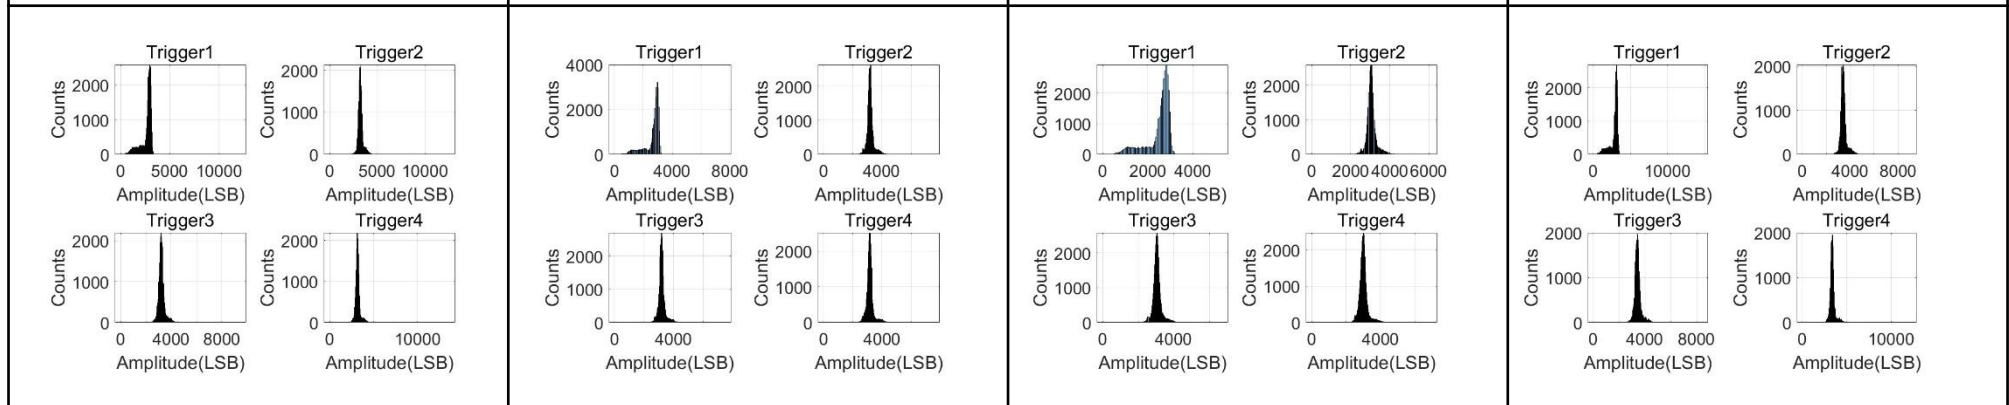 Trigger1
Counts
2000
1000
0
0 5000 10000
Amplitude(LSB)
Trigger2
Counts
2000
1000
0
0 5000 10000
Amplitude(LSB)
Trigger3
Counts
2000
1000
0
0 4000 8000
Amplitude(LSB)
Trigger4
Counts
2000
1000
0
0 10000
Amplitude(LSB)
Trigger1
Counts
4000
2000
0
0 4000 8000
Amplitude(LSB)
Trigger2
Counts
2000
1000
0
0 4000
Amplitude(LSB)
Trigger3
Counts
2000
1000
0
0 4000
Amplitude(LSB)
Trigger4
Counts
2000
1000
0
0 4000
Amplitude(LSB)
Trigger1
Counts
2000
1000
0
0 2000 4000
Amplitude(LSB)
Trigger2
Counts
2000
1000
0
0 2000 4000 6000
Amplitude(LSB)
Trigger3
Counts
2000
1000
0
0 4000
Amplitude(LSB)
Trigger4
Counts
2000
1000
0
0 4000
Amplitude(LSB)
Trigger1
Counts
2000
1000
0
0 10000
Amplitude(LSB)
Trigger2
Counts
2000
1000
0
0 4000 8000
Amplitude(LSB)
Trigger3
Counts
2000
1000
0
0 4000 8000
Amplitude(LSB)
Trigger4
Counts
2000
1000
0
0 10000
Amplitude(LSB)